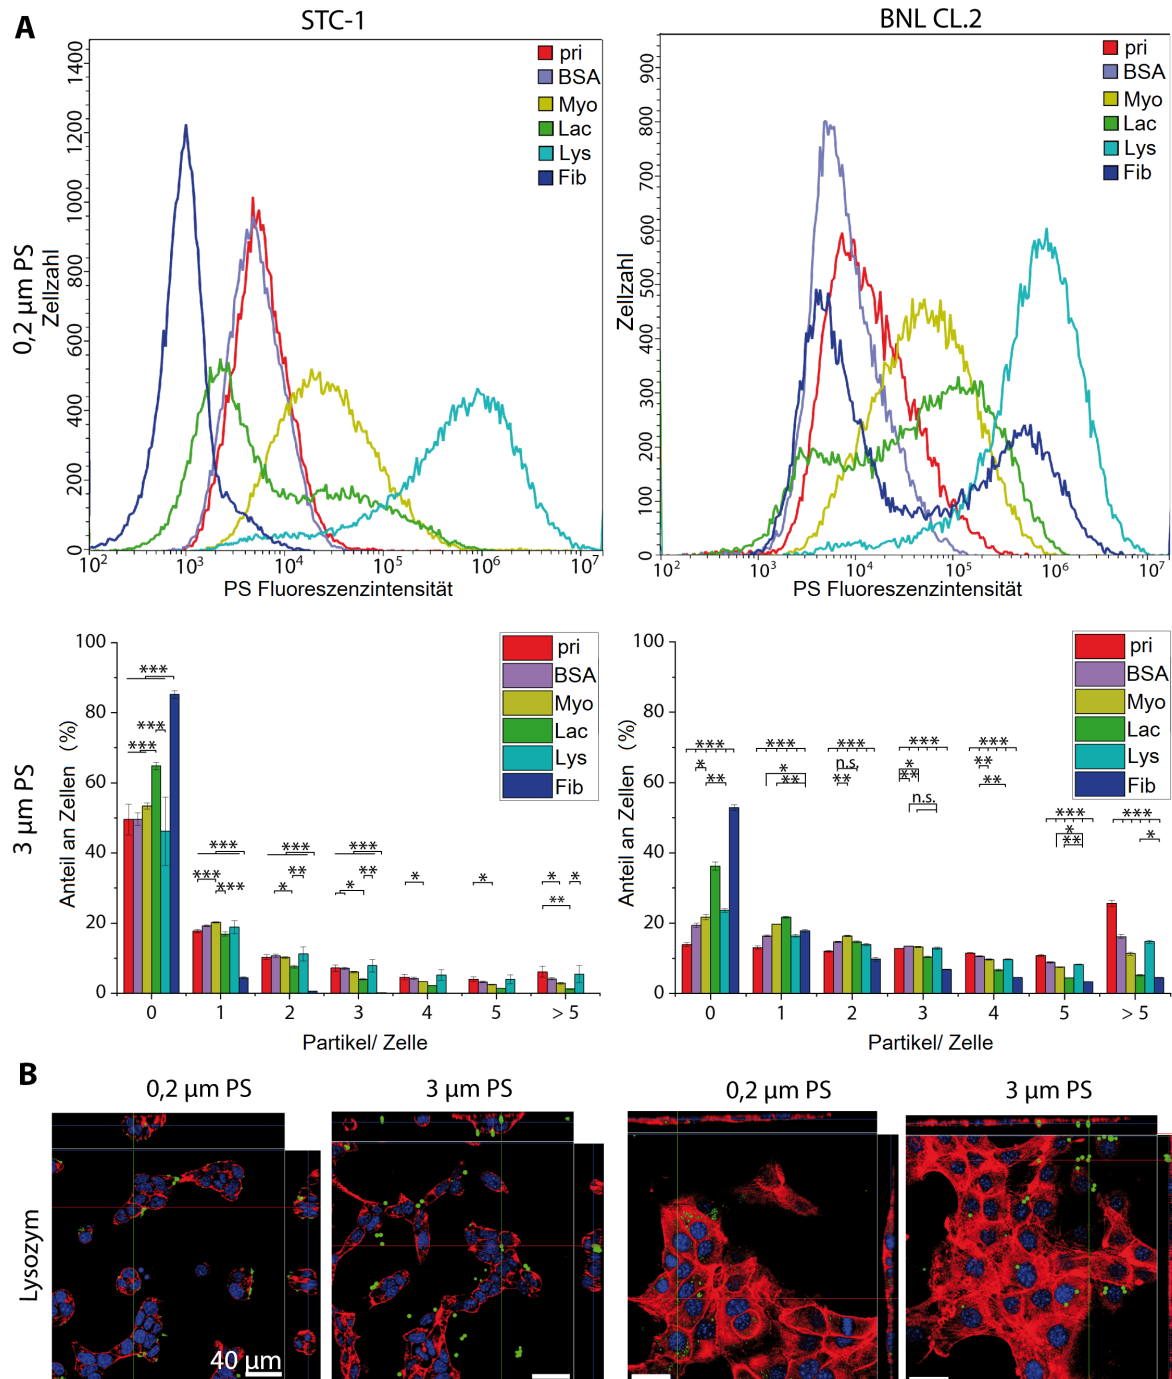 A
STC-1
BNL CL.2
0,2 µm PS
Zellzahl
1400
1200
1000
800
600
400
200
0
pri
BSA
Myo
Lac
Lys
Fib
10² 10³ 10⁴ 10⁵ 10⁶ 10⁷
PS Fluoreszenzintensität
Zellzahl
900
800
700
600
500
400
300
200
100
0
pri
BSA
Myo
Lac
Lys
Fib
10² 10³ 10⁴ 10⁵ 10⁶ 10⁷
PS Fluoreszenzintensität
3 µm PS
Anteil an Zellen (%)
100
80
60
40
20
0
pri
BSA
Myo
Lac
Lys
Fib
***
***
***
***
***
***
***
**
*
***
**
*
*
*
* *
**
0 1 2 3 4 5 > 5
Partikel/ Zelle
Anteil an Zellen (%)
100
80
60
40
20
0
pri
BSA
Myo
Lac
Lys
Fib
***
*
**
***
*
**
***
n.s.
**
***
*
**
n.s.
***
**
**
***
*
**
***
*
0 1 2 3 4 5 > 5
Partikel/ Zelle
B
0,2 µm PS
3 µm PS
0,2 µm PS
3 µm PS
Lysozym
40 µm